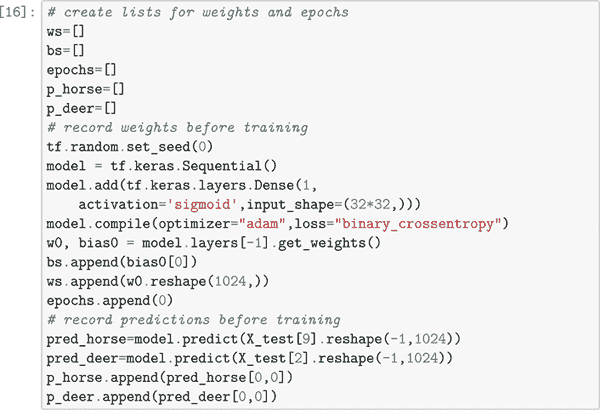 [16]: # create lists for weights and epochs
ws=[]
bs=[]
epochs=[]
p_horse=[]
p_deer=[]
# record weights before training
tf.random.set_seed(0)
model = tf.keras.Sequential()
model.add(tf.keras.layers.Dense(1,
    activation='sigmoid',input_shape=(32*32,)))
model.compile(optimizer="adam",loss="binary_crossentropy")
w0, bias0 = model.layers[-1].get_weights()
bs.append(bias0[0])
ws.append(w0.reshape(1024,))
epochs.append(0)
# record predictions before training
pred_horse=model.predict(X_test[9].reshape(-1,1024))
pred_deer=model.predict(X_test[2].reshape(-1,1024))
p_horse.append(pred_horse[0,0])
p_deer.append(pred_deer[0,0])